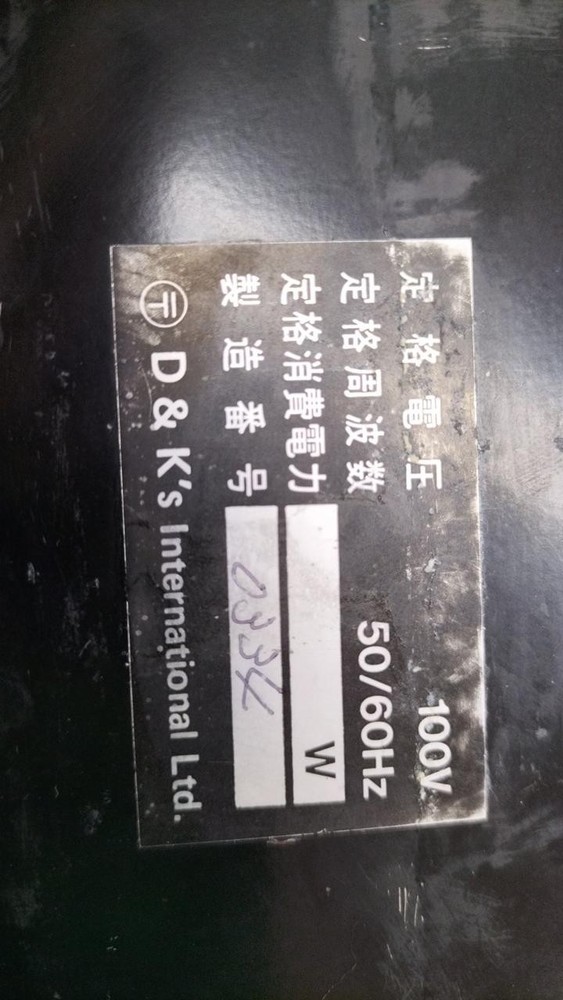 定格電圧 100V
定格周波数 50/60Hz
定格消費電力 W
製造番号 0334
〶 D & K's International Ltd.